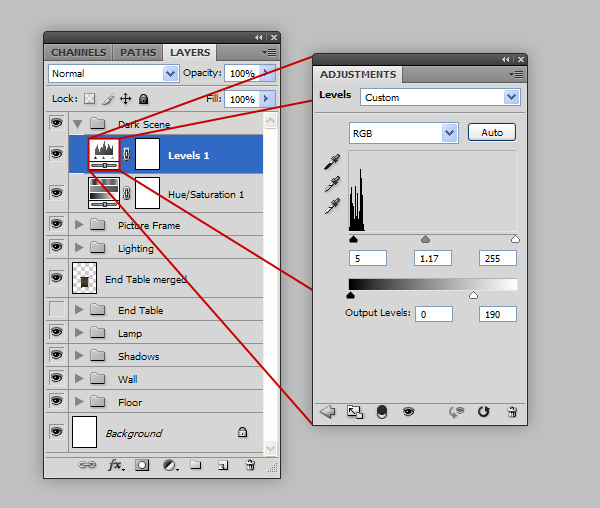 CHANNELS PATHS LAYERS
Normal Opacity: 100%
Lock: Fill: 100%
Dark Scene
Levels 1
Hue/Saturation 1
Picture Frame
Lighting
End Table merged
End Table
Lamp
Shadows
Wall
Floor
Background
fx
ADJUSTMENTS
Levels Custom
RGB Auto
5 1.17 255
Output Levels: 0 190